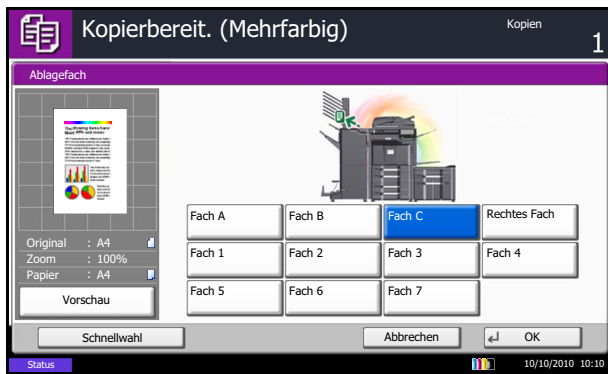 Kopierbereit. (Mehrfarbig)
Kopien
1
Ablagefach
Original : A4
Zoom : 100%
Papier : A4
Vorschau
Fach A Fach B Fach C Rechtes Fach
Fach 1 Fach 2 Fach 3 Fach 4
Fach 5 Fach 6 Fach 7
Schnellwahl Abbrechen OK
Status 10/10/2010 10:10